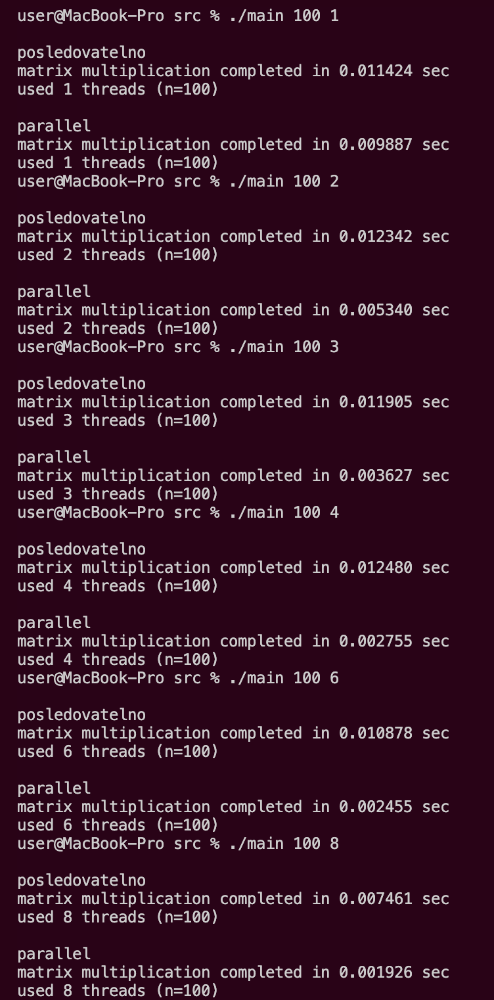 user@MacBook-Pro src % ./main 100 1
posledovatelno
matrix multiplication completed in 0.011424 sec
used 1 threads (n=100)
parallel
matrix multiplication completed in 0.009887 sec
used 1 threads (n=100)
user@MacBook-Pro src % ./main 100 2
posledovatelno
matrix multiplication completed in 0.012342 sec
used 2 threads (n=100)
parallel
matrix multiplication completed in 0.005340 sec
used 2 threads (n=100)
user@MacBook-Pro src % ./main 100 3
posledovatelno
matrix multiplication completed in 0.011905 sec
used 3 threads (n=100)
parallel
matrix multiplication completed in 0.003627 sec
used 3 threads (n=100)
user@MacBook-Pro src % ./main 100 4
posledovatelno
matrix multiplication completed in 0.012480 sec
used 4 threads (n=100)
parallel
matrix multiplication completed in 0.002755 sec
used 4 threads (n=100)
user@MacBook-Pro src % ./main 100 6
posledovatelno
matrix multiplication completed in 0.010878 sec
used 6 threads (n=100)
parallel
matrix multiplication completed in 0.002455 sec
used 6 threads (n=100)
user@MacBook-Pro src % ./main 100 8
posledovatelno
matrix multiplication completed in 0.007461 sec
used 8 threads (n=100)
parallel
matrix multiplication completed in 0.001926 sec
used 8 threads (n=100)